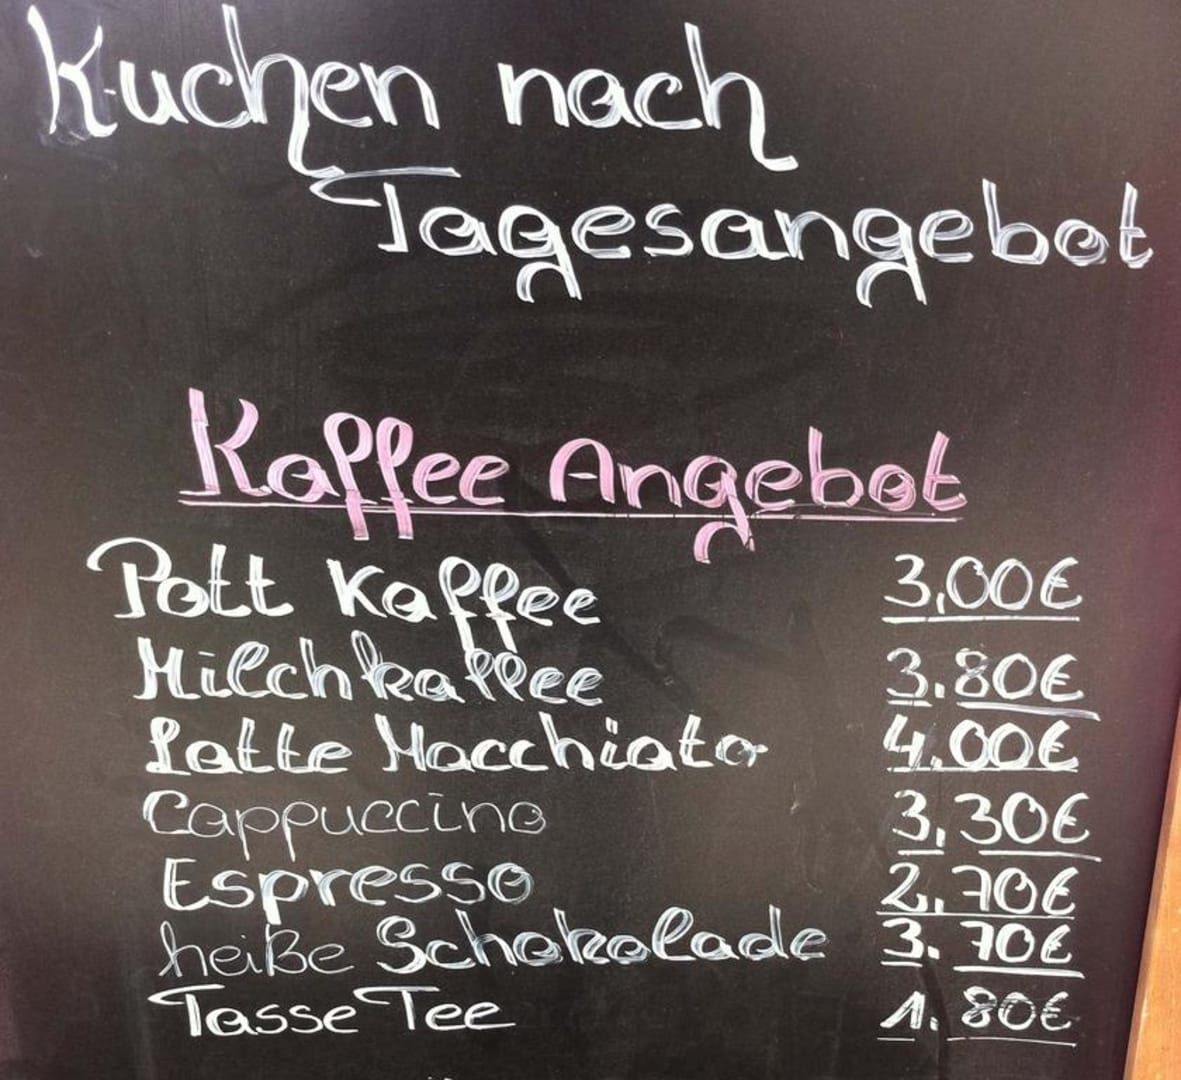 Kuchen nach
Tagesangebot
Kaffee Angebot
Pott Kaffee 3,00€
Milchkaffee 3.80€
Latte Macchiato 4.00€
Cappuccino 3,30€
Espresso 2,70€
heiße Schokolade 3.70€
Tasse Tee 1.80€